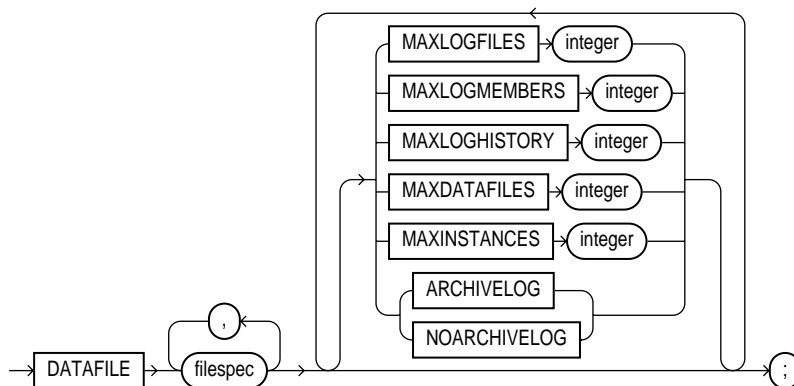 MAXLOGFILES integer
MAXLOGMEMBERS integer
MAXLOGHISTORY integer
MAXDATAFILES integer
MAXINSTANCES integer
ARCHIVELOG
NOARCHIVELOG
,
DATAFILE filespec ;